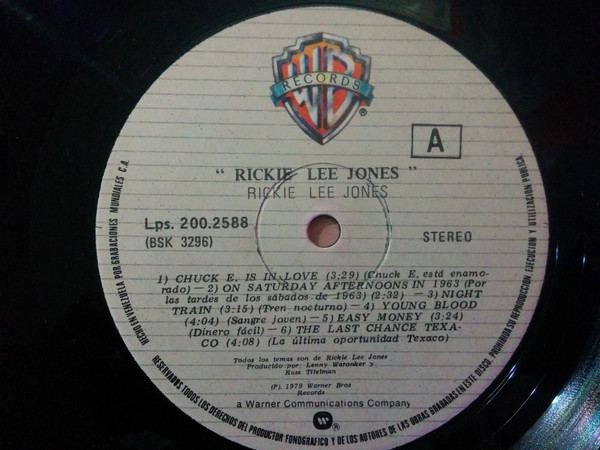 WB
RECORDS
®
A
" RICKIE LEE JONES "
RICKIE LEE JONES
Lps. 200.2588
(BSK 3296)
STEREO
1) CHUCK E. IS IN LOVE (3:29) (Chuck E. está enamo-
rado) — 2) ON SATURDAY AFTERNOONS IN 1963 (Por
las tardes de los sábados de 1963) (2:32) — 3) NIGHT
TRAIN (3:15) (Tren nocturno) — 4) YOUNG BLOOD
(4:04) (Sangre joven) — 5) EASY MONEY (3:24)
(Dinero fácil) — 6) THE LAST CHANCE TEXA-
CO (4:08) (La última oportunidad Texaco)
Todos los temas son de Rickie Lee Jones
Producido por: Lenny Waronker y
Russ Titelman
(P). 1979 Warner Bros
Records
a Warner Communications Company
®
HECHO EN VENEZUELA POR GRABACIONES MUNDIALES C.A.
RESERVADOS TODOS LOS DERECHOS DEL PRODUCTOR FONOGRAFICO Y DE LOS AUTORES DE LAS OBRAS GRABADAS EN ESTE DISCO. PROHIBIDA SU REPRODUCCION EJECUCION Y UTILIZACION PUBLICA.